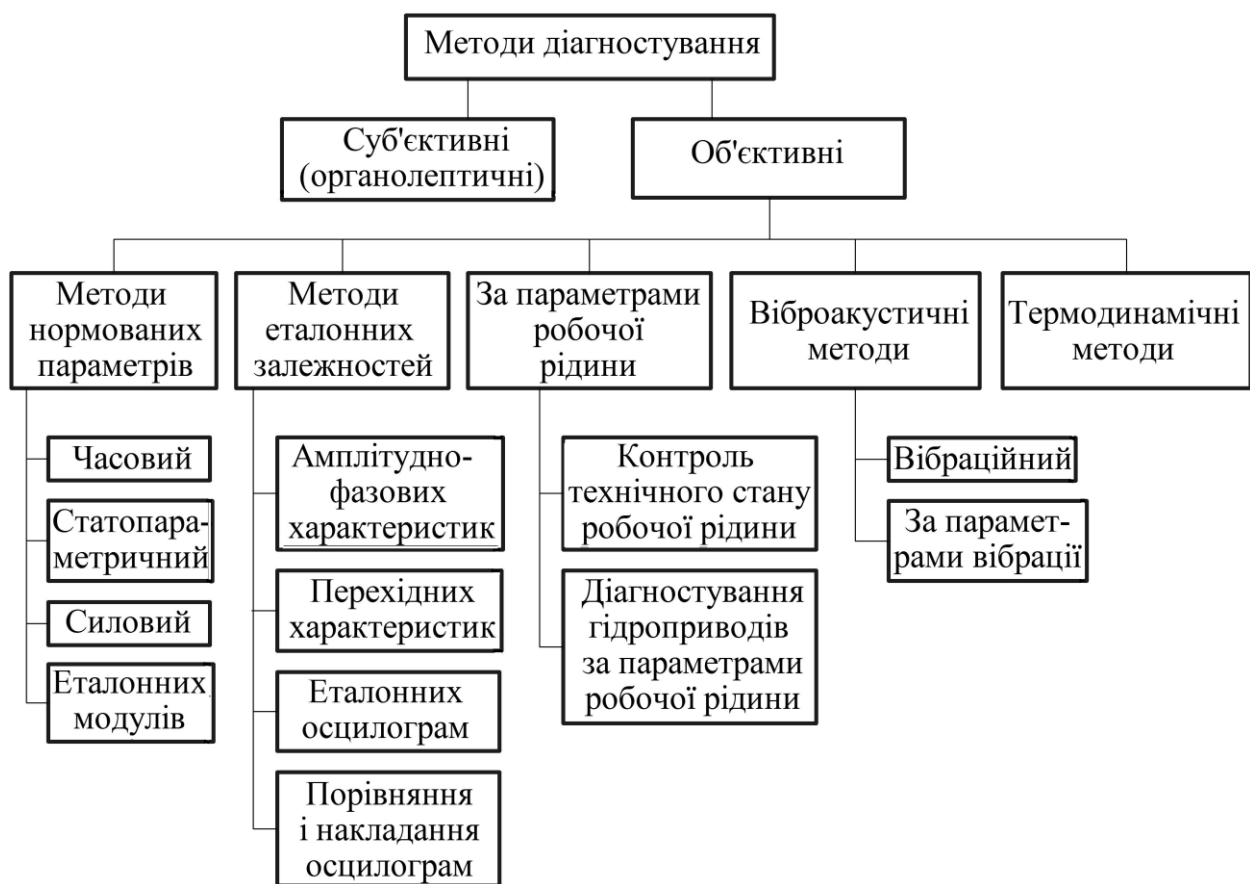 Методи діагностування
Суб'єктивні
(органолептичні)
Об'єктивні
Методи
нормованих
параметрів
Методи
еталонних
залежностей
За параметрами
робочої
рідини
Віброакустичні
методи
Термодинамічні
методи
Часовий
Статопара-
метричний
Силовий
Еталонних
модулів
Амплітудно-
фазових
характеристик
Перехідних
характеристик
Еталонних
осцилограм
Порівняння
і накладання
осцилограм
Контроль
технічного стану
робочої рідини
Діагностування
гідроприводів
за параметрами
робочої рідини
Вібраційний
За парамет-
рами вібрації